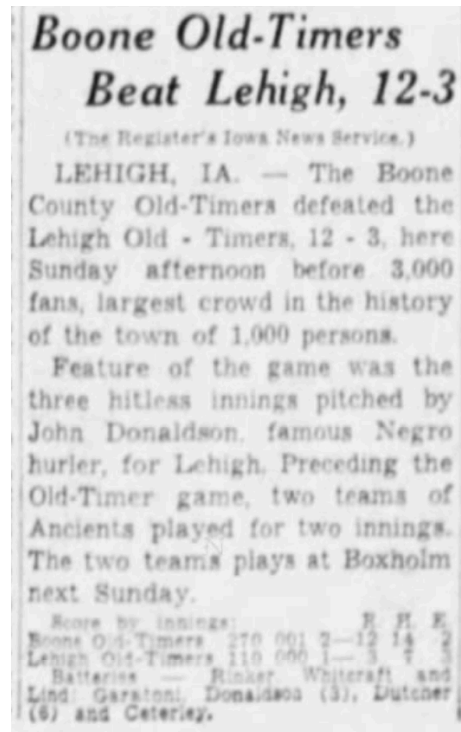 Boone Old-Timers
Beat Lehigh, 12-3
(The Register's Iowa News Service.)
LEHIGH, IA. — The Boone
County Old-Timers defeated the
Lehigh Old - Timers, 12 - 3, here
Sunday afternoon before 3,000
fans, largest crowd in the history
of the town of 1,000 persons.
Feature of the game was the
three hitless innings pitched by
John Donaldson, famous Negro
hurler, for Lehigh. Preceding the
Old-Timer game, two teams of
Ancients played for two innings.
The two teams plays at Boxholm
next Sunday.
Score by innings: R. H. E.
Boone Old-Timers 270 001 2—12 14 2
Lehigh Old-Timers 110 000 1— 3 7 3
Batteries — Rinker, Whitcraft and
Lind; Garatoni, Donaldson (3), Dutcher
(6) and Ceterley.